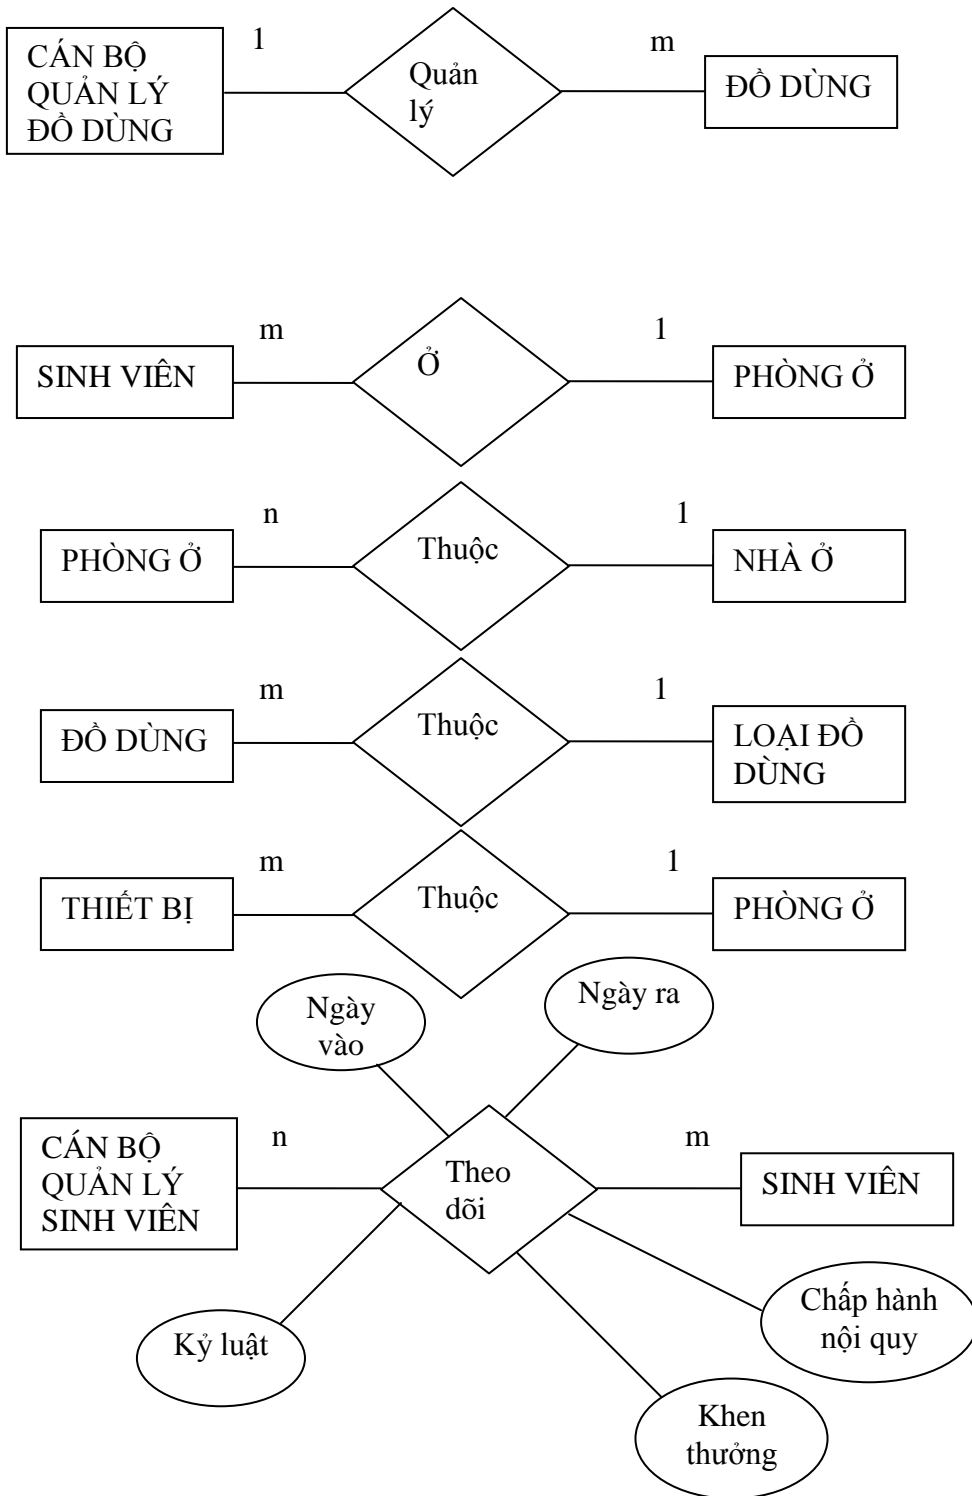 1
m
CÁN BỘ
QUẢN LÝ
ĐỒ DÙNG
Quản
lý
ĐỒ DÙNG
m
1
SINH VIÊN
Ở
PHÒNG Ở
n
1
PHÒNG Ở
Thuộc
NHÀ Ở
m
1
ĐỒ DÙNG
Thuộc
LOẠI ĐỒ
DÙNG
m
1
THIẾT BỊ
Thuộc
PHÒNG Ở
Ngày
vào
Ngày ra
n
m
CÁN BỘ
QUẢN LÝ
SINH VIÊN
Theo
dõi
SINH VIÊN
Kỷ luật
Chấp hành
nội quy
Khen
thưởng